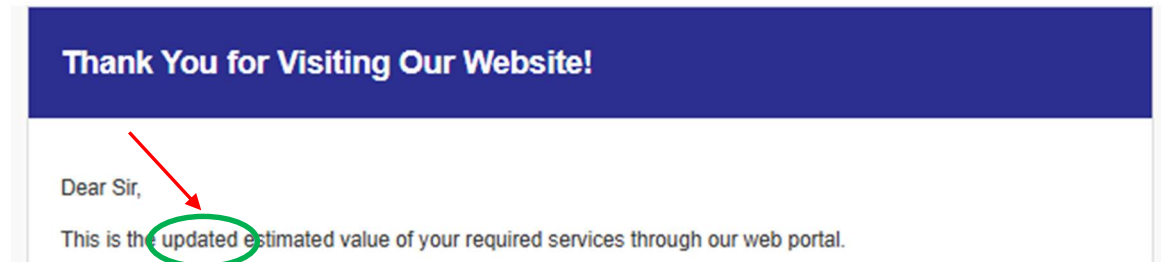 Thank You for Visiting Our Website!
Dear Sir,
This is the updated estimated value of your required services through our web portal.